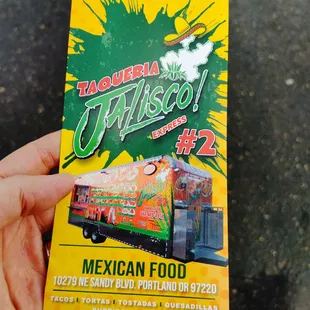 TAQUERIA
JALISCO!
EXPRESS
#2
MEXICAN FOOD
10279 NE SANDY BLVD. PORTLAND OR 97220
TACOS | TORTAS | TOSTADAS | QUESADILLAS